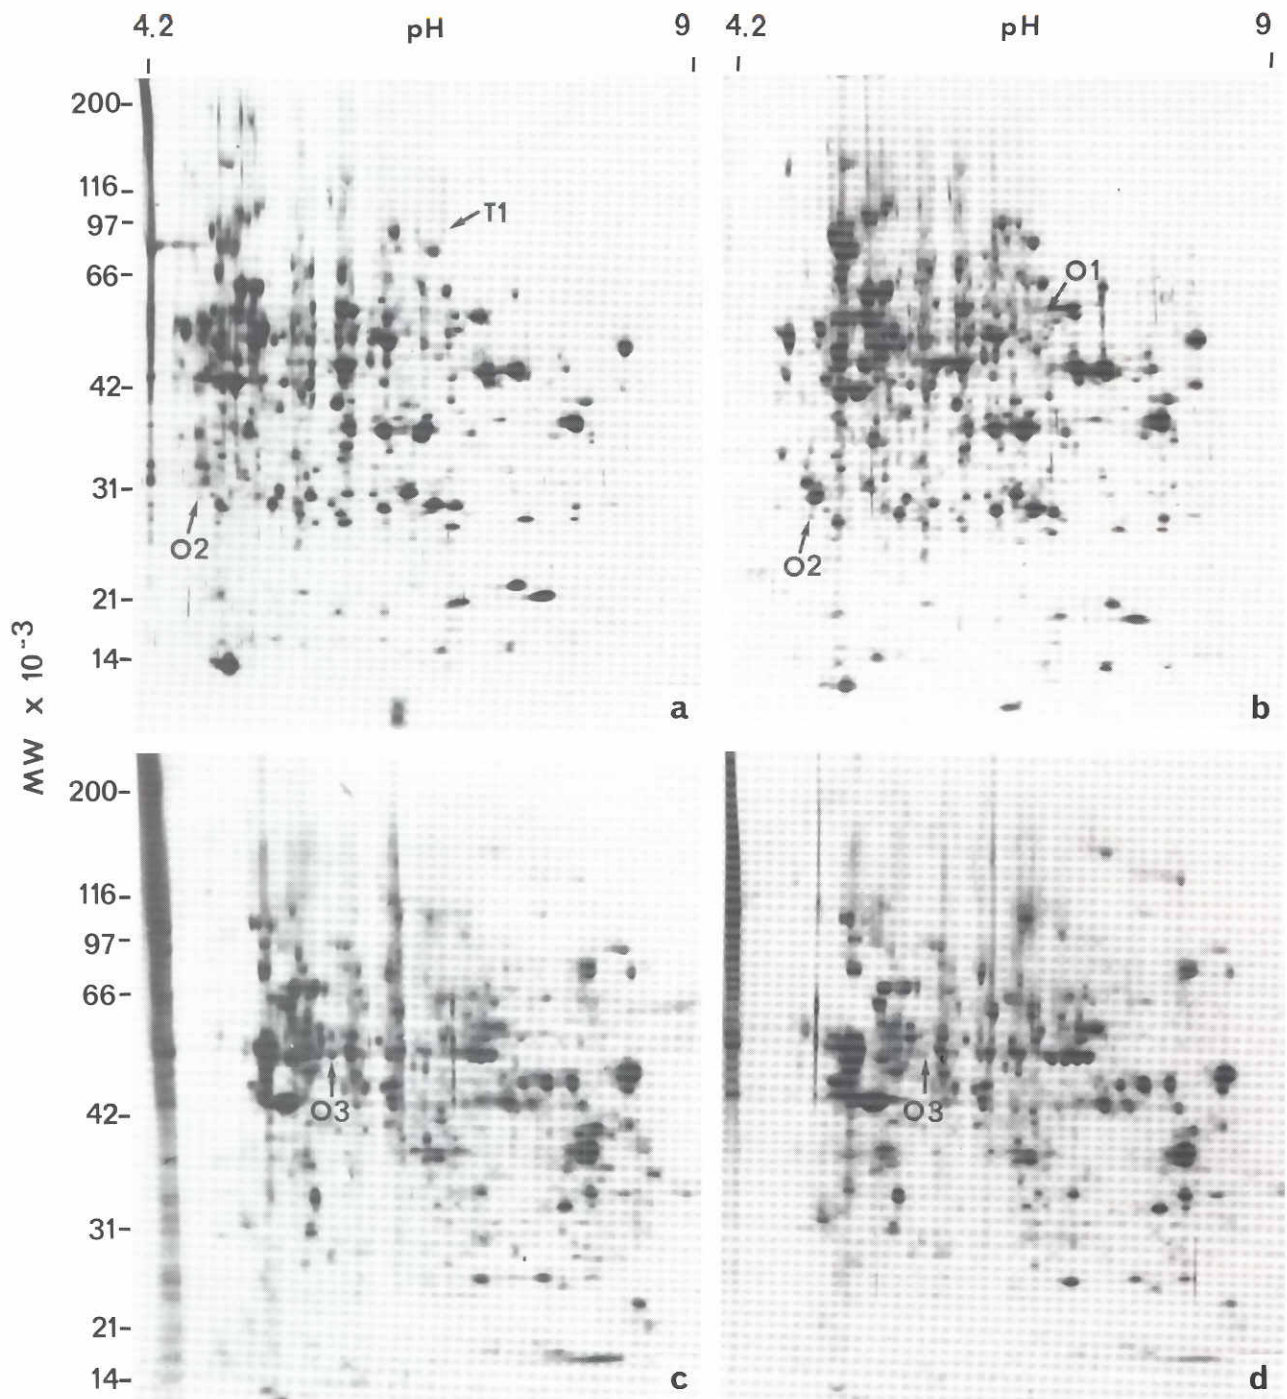 4.2 pH 9 4.2 pH 9
200-
116-
97-
66-
42-
31-
21-
14-
T1
O2
a
O1
O2
b
MW x 10-3
200-
116-
97-
66-
42-
31-
21-
14-
O3
c
O3
d